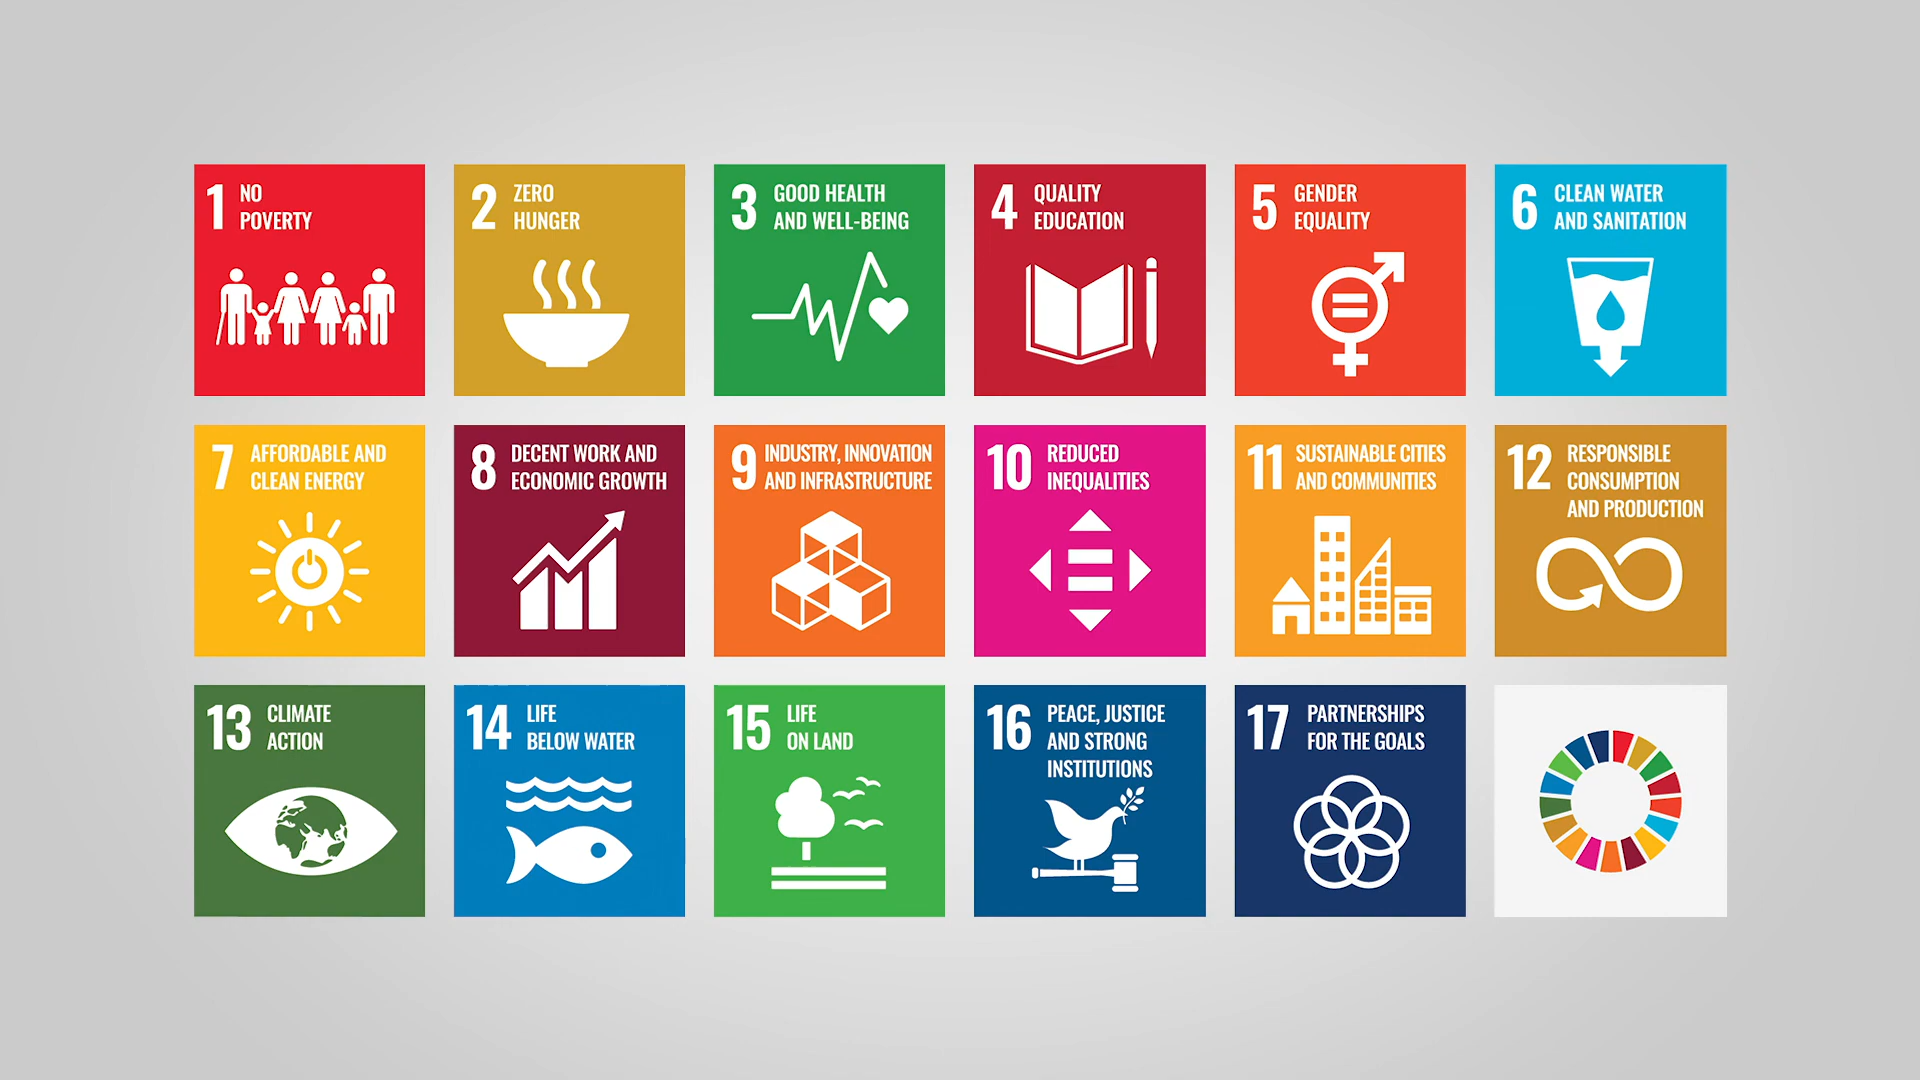 1 NO
POVERTY
2 ZERO
HUNGER
3 GOOD HEALTH
AND WELL-BEING
4 QUALITY
EDUCATION
5 GENDER
EQUALITY
6 CLEAN WATER
AND SANITATION
7 AFFORDABLE AND
CLEAN ENERGY
8 DECENT WORK AND
ECONOMIC GROWTH
9 INDUSTRY, INNOVATION
AND INFRASTRUCTURE
10 REDUCED
INEQUALITIES
11 SUSTAINABLE CITIES
AND COMMUNITIES
12 RESPONSIBLE
CONSUMPTION
AND PRODUCTION
13 CLIMATE
ACTION
14 LIFE
BELOW WATER
15 LIFE
ON LAND
16 PEACE, JUSTICE
AND STRONG
INSTITUTIONS
17 PARTNERSHIPS
FOR THE GOALS